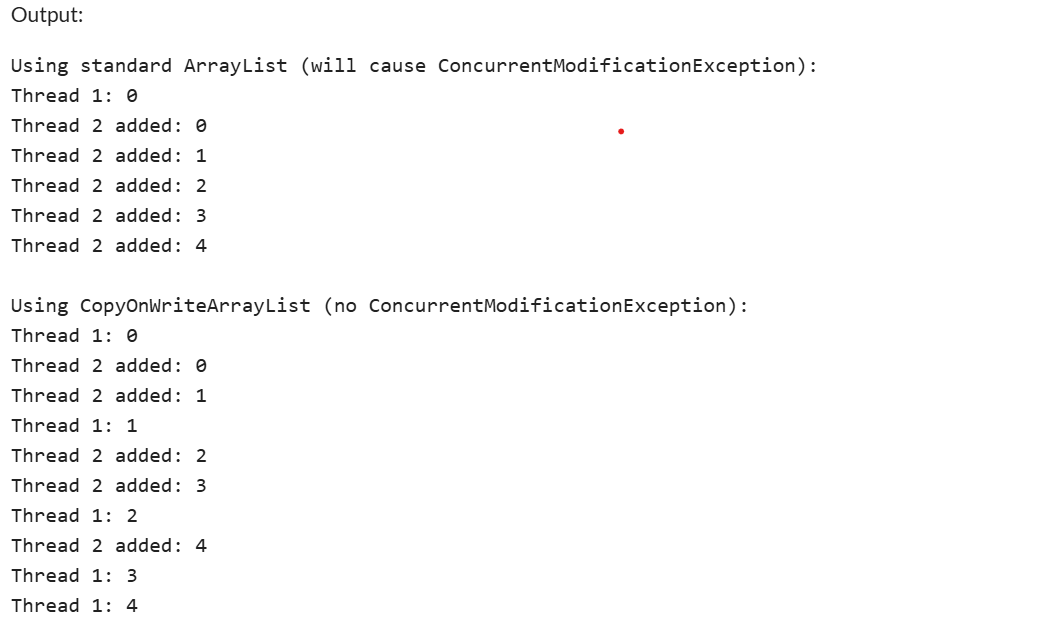 Output:
Using standard ArrayList (will cause ConcurrentModificationException):
Thread 1: 0
Thread 2 added: 0
Thread 2 added: 1
Thread 2 added: 2
Thread 2 added: 3
Thread 2 added: 4
Using CopyOnWriteArrayList (no ConcurrentModificationException):
Thread 1: 0
Thread 2 added: 0
Thread 2 added: 1
Thread 1: 1
Thread 2 added: 2
Thread 2 added: 3
Thread 1: 2
Thread 2 added: 4
Thread 1: 3
Thread 1: 4